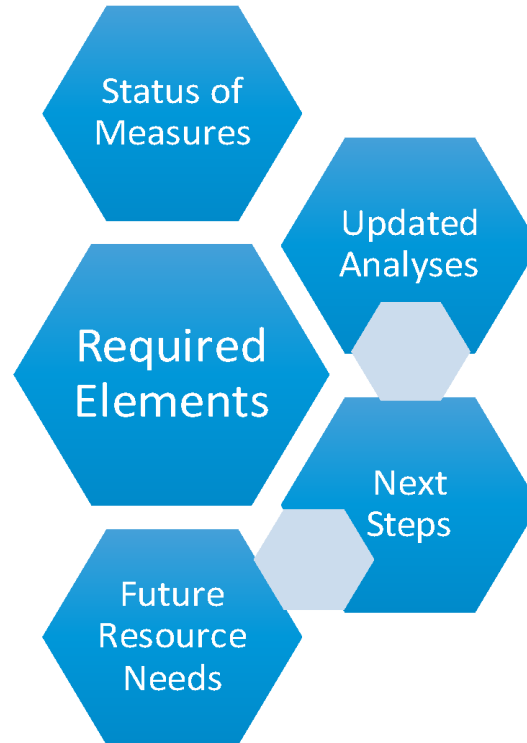 Status of
Measures
Updated
Analyses
Required
Elements
Next
Steps
Future
Resource
Needs